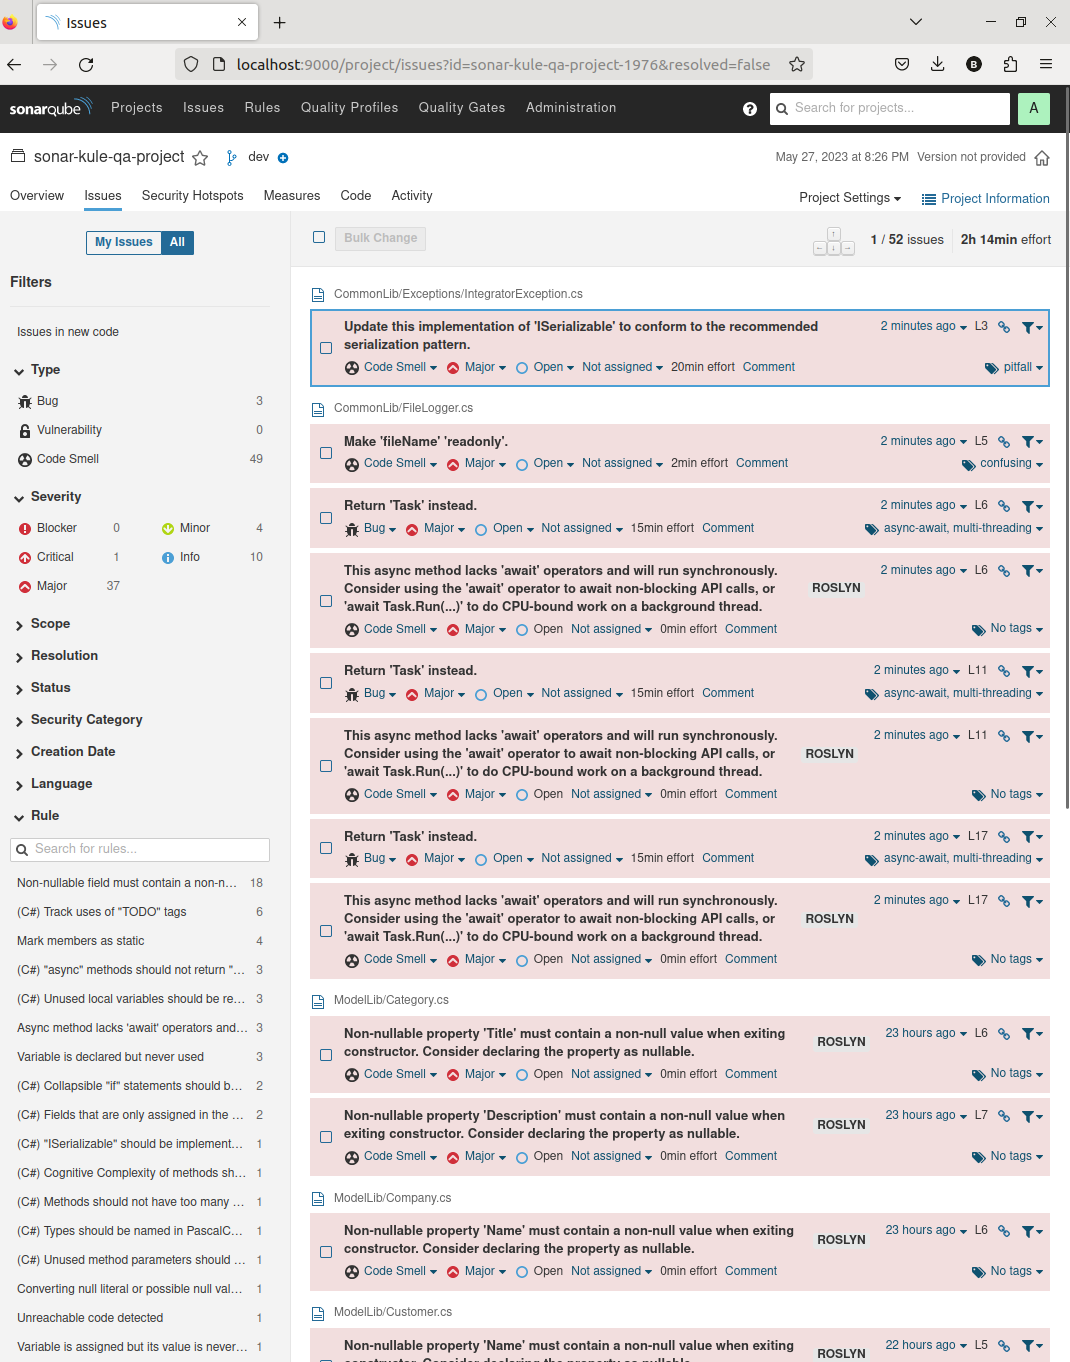 Issues
localhost:9000/project/issues?id=sonar-kule-qa-project-1976&resolved=false
B
sonarqube
Projects Issues Rules Quality Profiles Quality Gates Administration
Search for projects...
A
sonar-kule-qa-project
dev
May 27, 2023 at 8:26 PM Version not provided
Overview Issues Security Hotspots Measures Code Activity
Project Settings Project Information
My Issues All
Bulk Change
1 / 52 issues 2h 14min effort
Filters
Issues in new code
Type
Bug 3
Vulnerability 0
Code Smell 49
Severity
Blocker 0 Minor 4
Critical 1 Info 10
Major 37
Scope
Resolution
Status
Security Category
Creation Date
Language
Rule
Search for rules...
Non-nullable field must contain a non-n... 18
(C#) Track uses of "TODO" tags 6
Mark members as static 4
(C#) "async" methods should not return "... 3
(C#) Unused local variables should be re... 3
Async method lacks 'await' operators and... 3
Variable is declared but never used 3
(C#) Collapsible "if" statements should b... 2
(C#) Fields that are only assigned in the ... 2
(C#) "ISerializable" should be implement... 1
(C#) Cognitive Complexity of methods sh... 1
(C#) Methods should not have too many ... 1
(C#) Types should be named in PascalC... 1
(C#) Unused method parameters should ... 1
Converting null literal or possible null val... 1
Unreachable code detected 1
Variable is assigned but its value is never... 1
CommonLib/Exceptions/IntegratorException.cs
Update this implementation of 'ISerializable' to conform to the recommended
serialization pattern.
2 minutes ago L3
Code Smell Major Open Not assigned 20min effort Comment
pitfall
CommonLib/FileLogger.cs
Make 'fileName' 'readonly'.
2 minutes ago L5
Code Smell Major Open Not assigned 2min effort Comment
confusing
Return 'Task' instead.
2 minutes ago L6
Bug Major Open Not assigned 15min effort Comment
async-await, multi-threading
This async method lacks 'await' operators and will run synchronously.
Consider using the 'await' operator to await non-blocking API calls, or
'await Task.Run(...)' to do CPU-bound work on a background thread.
ROSLYN
2 minutes ago L6
Code Smell Major Open Not assigned 0min effort Comment
No tags
Return 'Task' instead.
2 minutes ago L11
Bug Major Open Not assigned 15min effort Comment
async-await, multi-threading
This async method lacks 'await' operators and will run synchronously.
Consider using the 'await' operator to await non-blocking API calls, or
'await Task.Run(...)' to do CPU-bound work on a background thread.
ROSLYN
2 minutes ago L11
Code Smell Major Open Not assigned 0min effort Comment
No tags
Return 'Task' instead.
2 minutes ago L17
Bug Major Open Not assigned 15min effort Comment
async-await, multi-threading
This async method lacks 'await' operators and will run synchronously.
Consider using the 'await' operator to await non-blocking API calls, or
'await Task.Run(...)' to do CPU-bound work on a background thread.
ROSLYN
2 minutes ago L17
Code Smell Major Open Not assigned 0min effort Comment
No tags
ModelLib/Category.cs
Non-nullable property 'Title' must contain a non-null value when exiting
constructor. Consider declaring the property as nullable.
ROSLYN
23 hours ago L6
Code Smell Major Open Not assigned 0min effort Comment
No tags
Non-nullable property 'Description' must contain a non-null value when
exiting constructor. Consider declaring the property as nullable.
ROSLYN
23 hours ago L7
Code Smell Major Open Not assigned 0min effort Comment
No tags
ModelLib/Company.cs
Non-nullable property 'Name' must contain a non-null value when exiting
constructor. Consider declaring the property as nullable.
ROSLYN
23 hours ago L6
Code Smell Major Open Not assigned 0min effort Comment
No tags
ModelLib/Customer.cs
Non-nullable property 'Name' must contain a non-null value when exiting
ROSLYN
22 hours ago L5